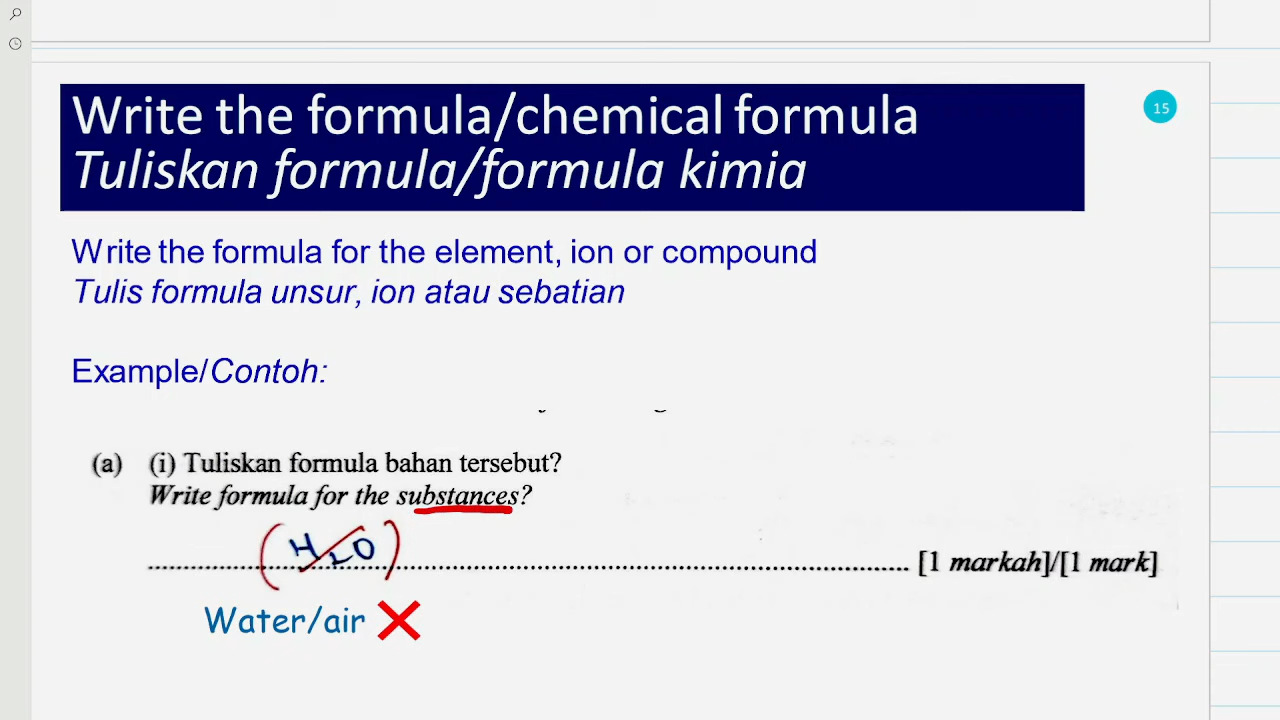 Write the formula/chemical formula
Tuliskan formula/formula kimia
15
Write the formula for the element, ion or compound
Tulis formula unsur, ion atau sebatian
Example/Contoh:
(a) (i) Tuliskan formula bahan tersebut?
Write formula for the substances?
(H2O)
[1 markah]/[1 mark]
Water/air